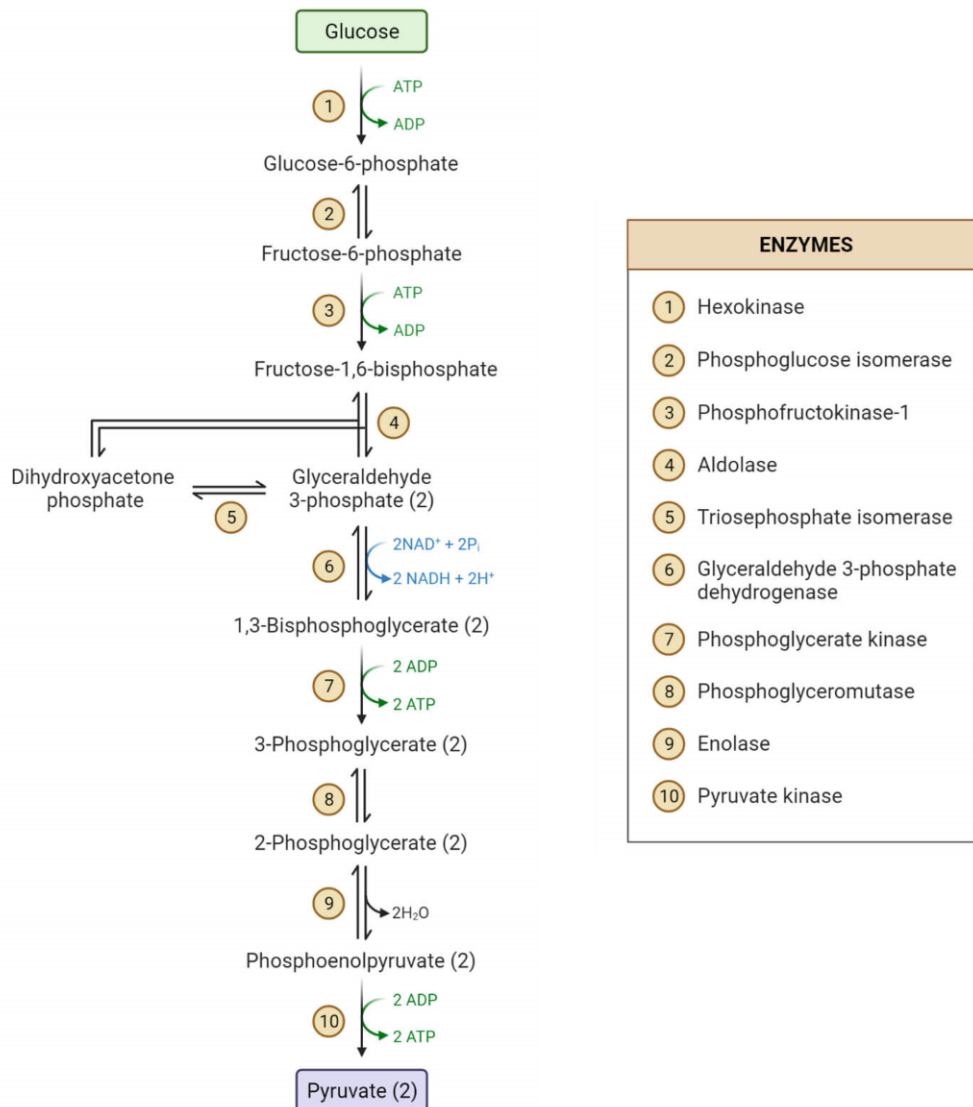 Glucose
1
ATP
ADP
Glucose-6-phosphate
2
Fructose-6-phosphate
3
ATP
ADP
Fructose-1,6-bisphosphate
4
Dihydroxyacetone
phosphate
5
Glyceraldehyde
3-phosphate (2)
6
2NAD⁺ + 2Pᵢ
2 NADH + 2H⁺
1,3-Bisphosphoglycerate (2)
7
2 ADP
2 ATP
3-Phosphoglycerate (2)
8
2-Phosphoglycerate (2)
9
2H₂O
Phosphoenolpyruvate (2)
10
2 ADP
2 ATP
Pyruvate (2)
ENZYMES
1 Hexokinase
2 Phosphoglucose isomerase
3 Phosphofructokinase-1
4 Aldolase
5 Triosephosphate isomerase
6 Glyceraldehyde 3-phosphate
dehydrogenase
7 Phosphoglycerate kinase
8 Phosphoglyceromutase
9 Enolase
10 Pyruvate kinase